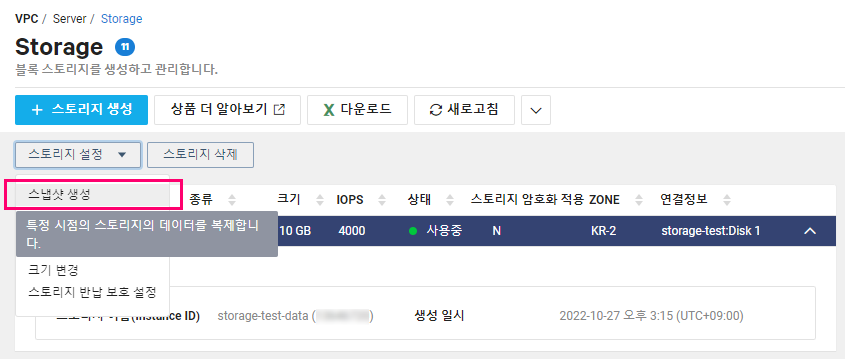 VPC / Server / Storage
Storage 11
블록 스토리지를 생성하고 관리합니다.
+ 스토리지 생성 상품 더 알아보기 다운로드 새로고침
스토리지 설정 스토리지 삭제
스냅샷 생성
종류 크기 IOPS 상태 스토리지 암호화 적용 ZONE 연결정보
특정 시점의 스토리지의 데이터를 복제합니
다.
10 GB 4000 사용중 N KR-2 storage-test:Disk 1
크기 변경
스토리지 반납 보호 설정
(Instance ID) storage-test-data ( ) 생성 일시 2022-10-27 오후 3:15 (UTC+09:00)